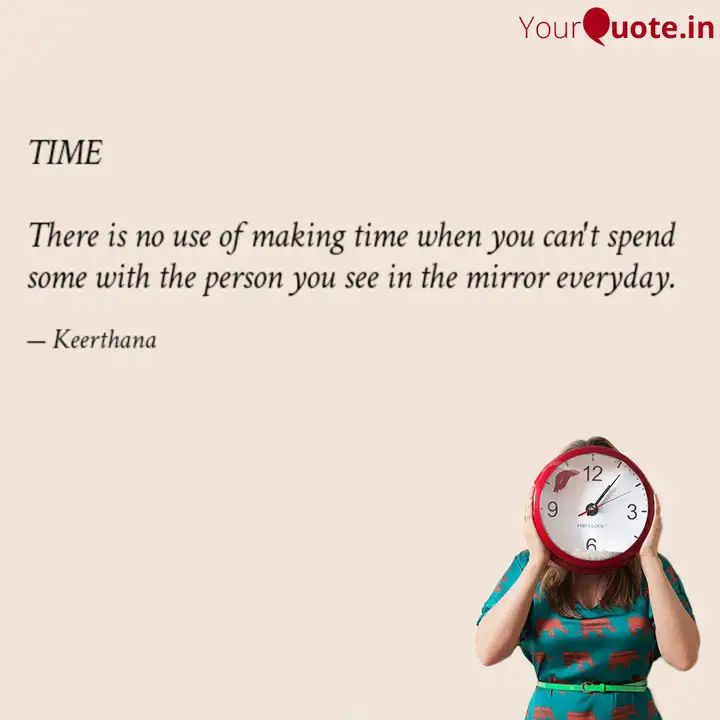 YourQuote.in
TIME
There is no use of making time when you can't spend
some with the person you see in the mirror everyday.
— Keerthana
12
9
3
6